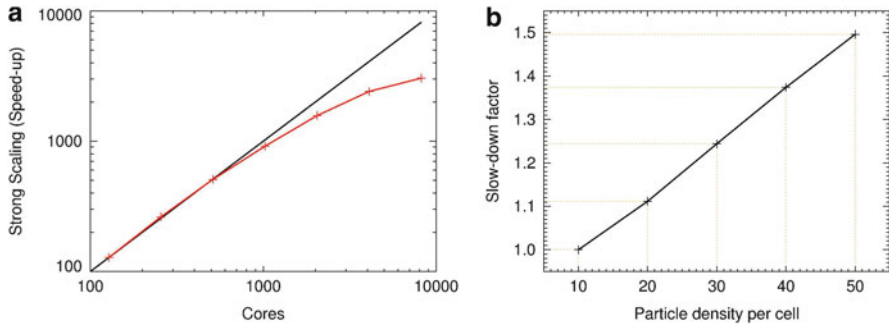 a
10000
1000
100
Strong Scaling (Speed-up)
100
1000
10000
Cores
b
1.5
1.4
1.3
1.2
1.1
1.0
Slow-down factor
10
20
30
40
50
Particle density per cell